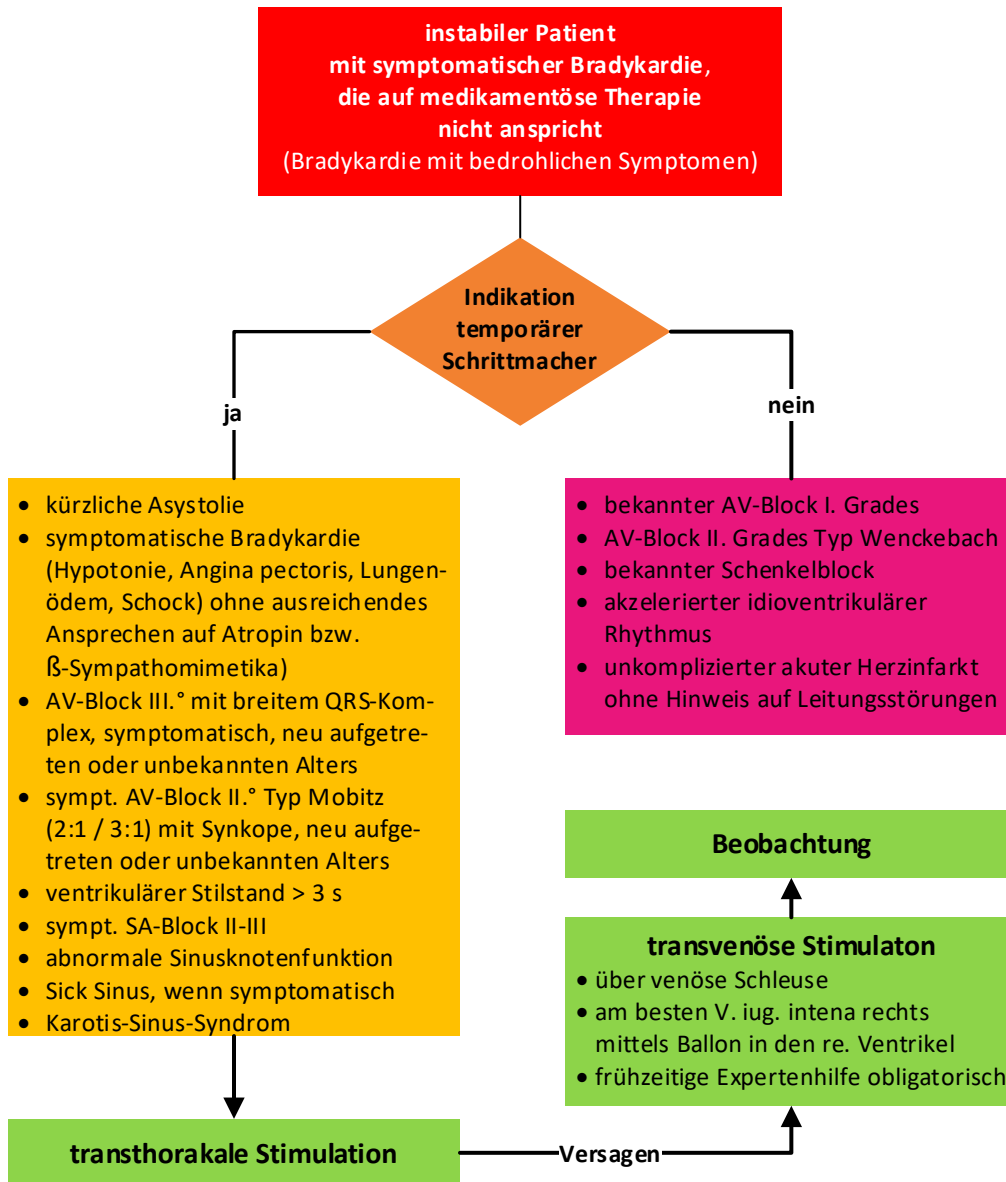 instabiler Patient
mit symptomatischer Bradykardie,
die auf medikamentöse Therapie
nicht anspricht
(Bradykardie mit bedrohlichen Symptomen)
Indikation
temporärer
Schrittmacher
ja
nein
• kürzliche Asystolie
• symptomatische Bradykardie
(Hypotonie, Angina pectoris, Lungen-
ödem, Schock) ohne ausreichendes
Ansprechen auf Atropin bzw.
ß-Sympathomimetika)
• AV-Block III.° mit breitem QRS-Kom-
plex, symptomatisch, neu aufgetre-
ten oder unbekannten Alters
• sympt. AV-Block II.° Typ Mobitz
(2:1 / 3:1) mit Synkope, neu aufge-
treten oder unbekannten Alters
• ventrikulärer Stilstand > 3 s
• sympt. SA-Block II-III
• abnormale Sinusknotenfunktion
• Sick Sinus, wenn symptomatisch
• Karotis-Sinus-Syndrom
• bekannter AV-Block I. Grades
• AV-Block II. Grades Typ Wenckebach
• bekannter Schenkelblock
• akzelerierter idioventrikulärer
Rhythmus
• unkomplizierter akuter Herzinfarkt
ohne Hinweis auf Leitungsstörungen
Beobachtung
transvenöse Stimulaton
• über venöse Schleuse
• am besten V. iug. intena rechts
mittels Ballon in den re. Ventrikel
• frühzeitige Expertenhilfe obligatorisch
transthorakale Stimulation
Versagen